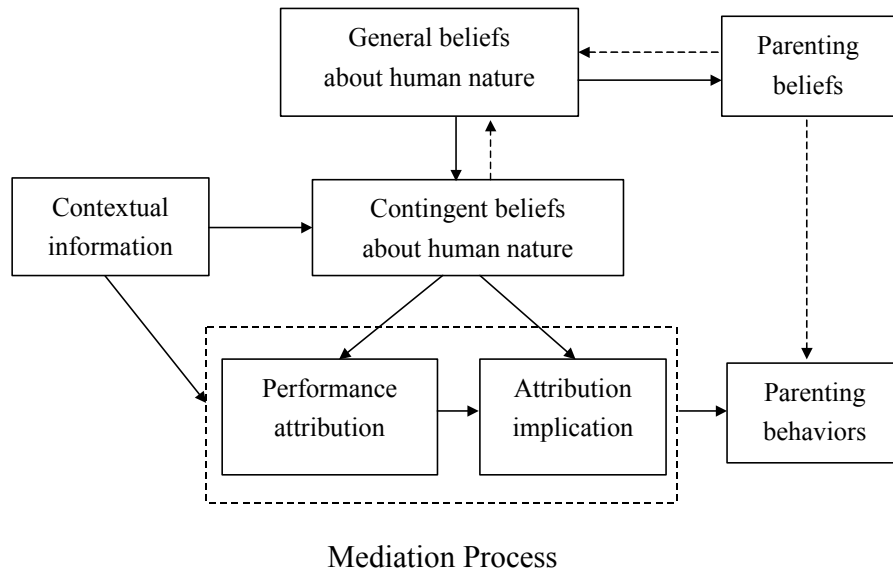 General beliefs
about human nature
Parenting
beliefs
Contextual
information
Contingent beliefs
about human nature
Performance
attribution
Attribution
implication
Parenting
behaviors
Mediation Process